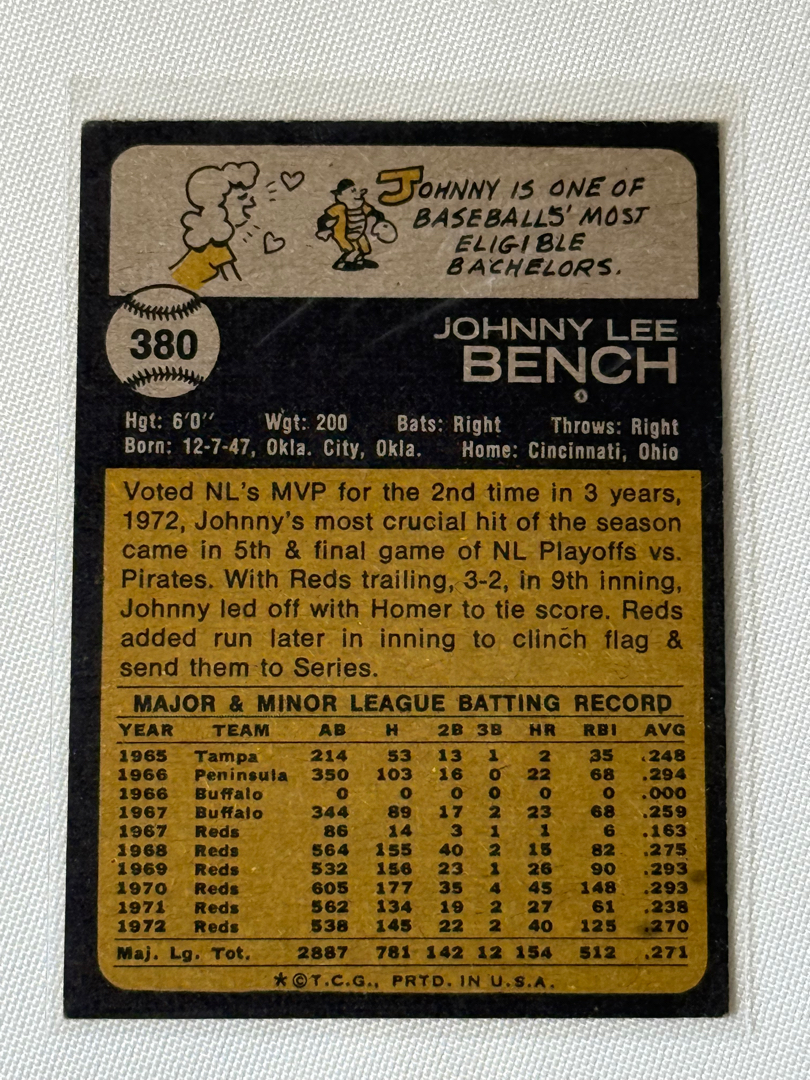 JOHNNY IS ONE OF
BASEBALLS' MOST
ELIGIBLE
BACHELORS.
380
JOHNNY LEE
BENCH
Hgt: 6'0" Wgt: 200 Bats: Right Throws: Right
Born: 12-7-47, Okla. City, Okla. Home: Cincinnati, Ohio
Voted NL's MVP for the 2nd time in 3 years,
1972, Johnny's most crucial hit of the season
came in 5th & final game of NL Playoffs vs.
Pirates. With Reds trailing, 3-2, in 9th inning,
Johnny led off with Homer to tie score. Reds
added run later in inning to clinch flag &
send them to Series.
MAJOR & MINOR LEAGUE BATTING RECORD
YEAR TEAM AB H 2B 3B HR RBI AVG
1965 Tampa 214 53 13 1 2 35 .248
1966 Peninsula 350 103 16 0 22 68 .294
1966 Buffalo 0 0 0 0 0 0 .000
1967 Buffalo 344 89 17 2 23 68 .259
1967 Reds 86 14 3 1 1 6 .163
1968 Reds 564 155 40 2 15 82 .275
1969 Reds 532 156 23 1 26 90 .293
1970 Reds 605 177 35 4 45 148 .293
1971 Reds 562 134 19 2 27 61 .238
1972 Reds 538 145 22 2 40 125 .270
Maj. Lg. Tot. 2887 781 142 12 154 512 .271
*©T.C.G., PRTD. IN U.S.A.